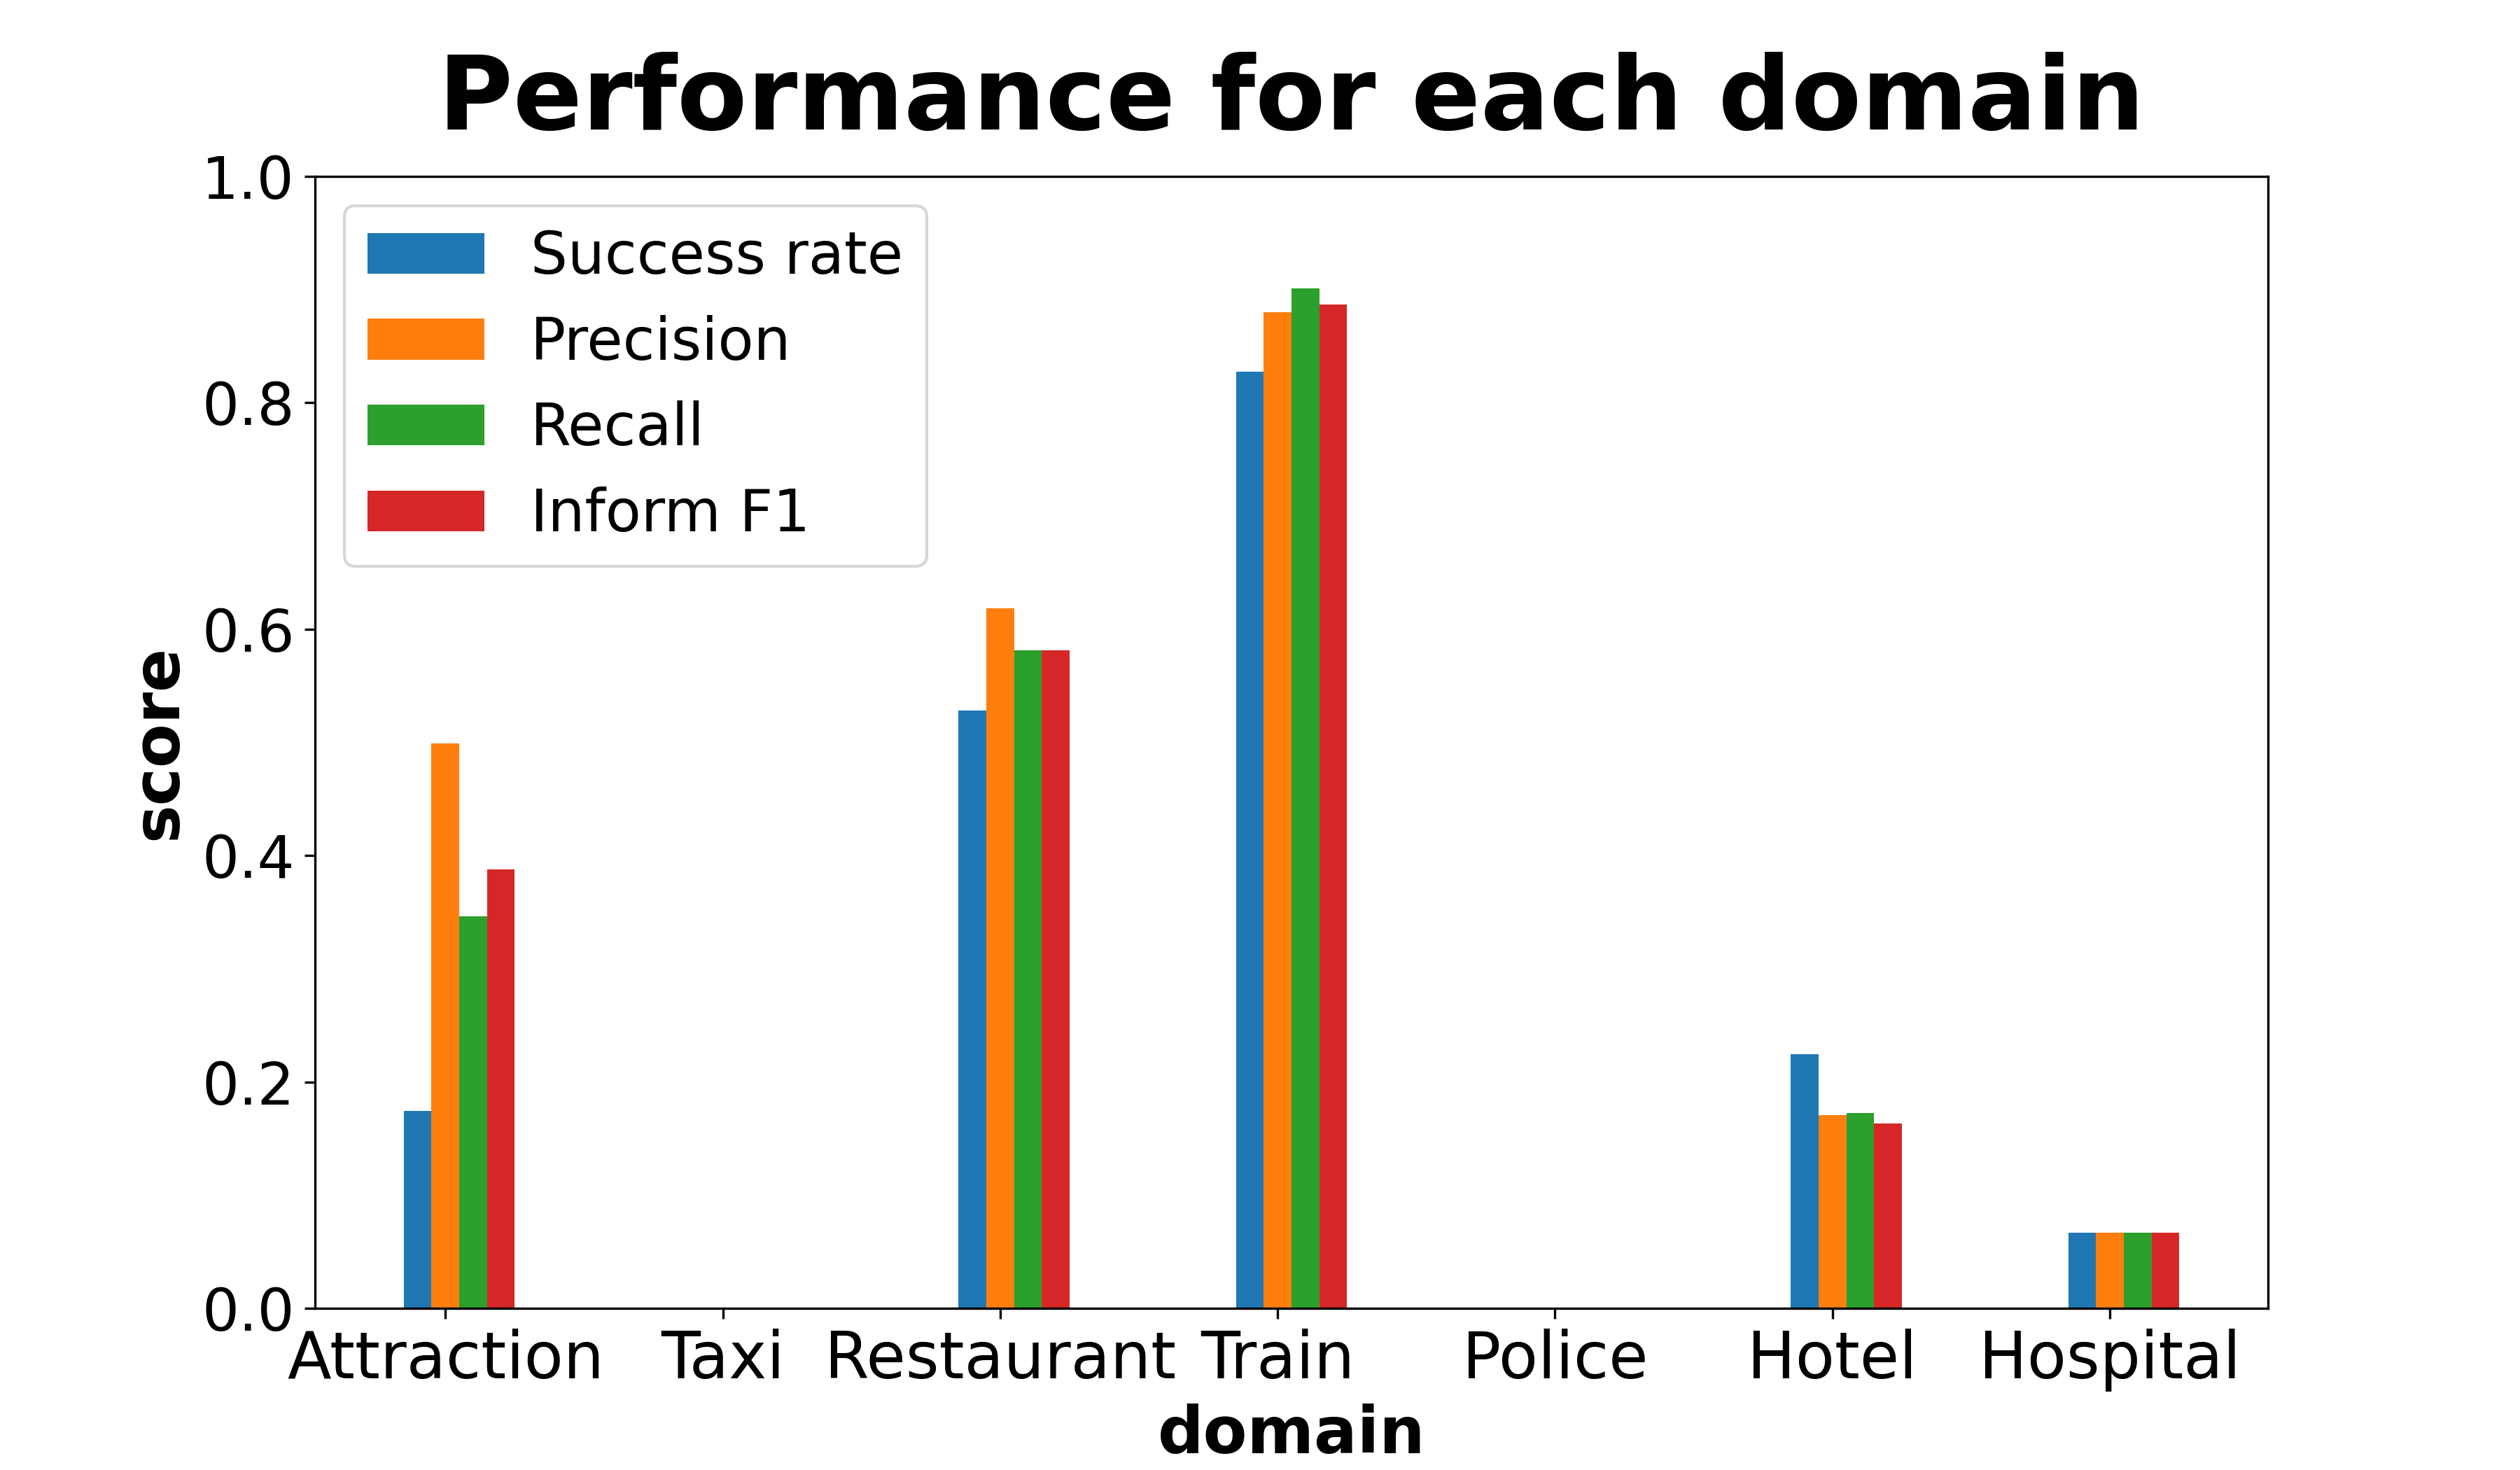 Performance for each domain
1.0
0.8
0.6
0.4
0.2
0.0
score
Success rate
Precision
Recall
Inform F1
Attraction Taxi Restaurant Train Police Hotel Hospital
domain